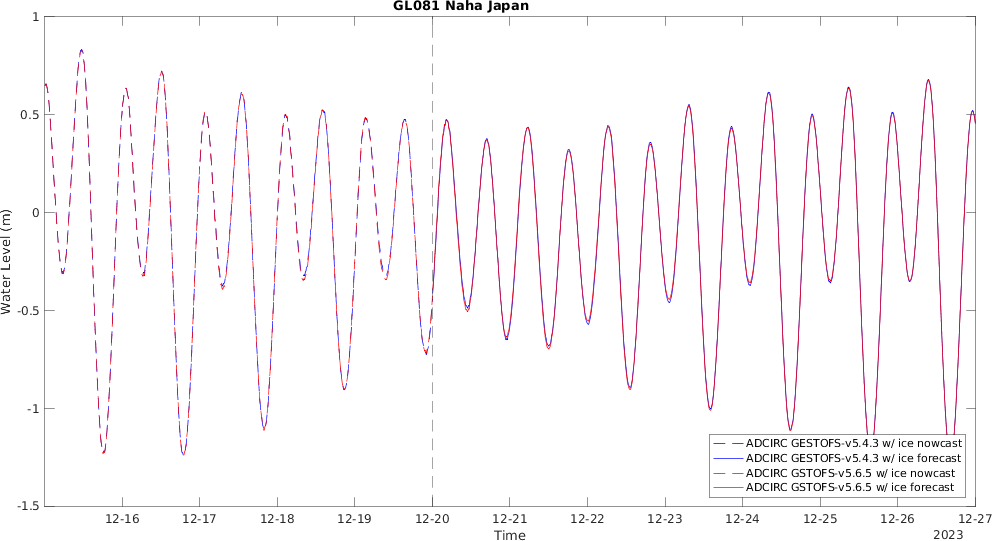 GL081 Naha Japan
Water Level (m)
1
0.5
0
-0.5
-1
-1.5
12-16
12-17
12-18
12-19
12-20
12-21
12-22
12-23
12-24
12-25
12-26
12-27
Time
2023
ADCIRC GESTOFS-v5.4.3 w/ ice nowcast
ADCIRC GESTOFS-v5.4.3 w/ ice forecast
ADCIRC GSTOFS-v5.6.5 w/ ice nowcast
ADCIRC GSTOFS-v5.6.5 w/ ice forecast